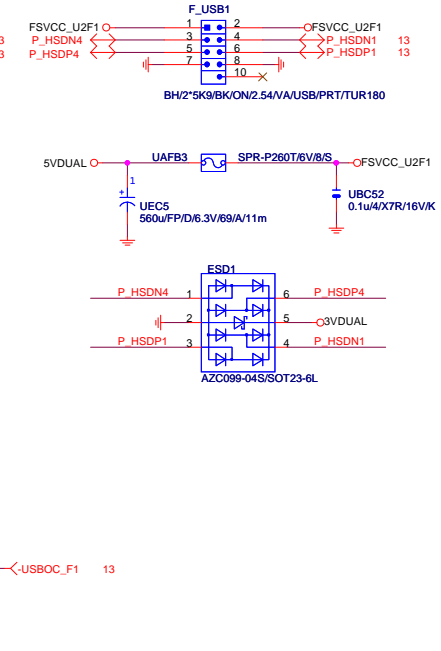 F_USB1
FSVCC_U2F1 1 2 FSVCC_U2F1
3 P_HSDN4 3 4 P_HSDN1 13
3 P_HSDP4 5 6 P_HSDP1 13
7 8
10
BH/2*5K9/BK/ON/2.54/VA/USB/PRT/TUR180
5VDUAL UAFB3 SPR-P260T/6V/8/S FSVCC_U2F1
1
+
UEC5
560u/FP/D/6.3V/69/A/11m
UBC52
0.1u/4/X7R/16V/K
ESD1
P_HSDN4 1 6 P_HSDP4
2 5 3VDUAL
P_HSDP1 3 4 P_HSDN1
AZC099-04S/SOT23-6L
-USBOC_F1 13